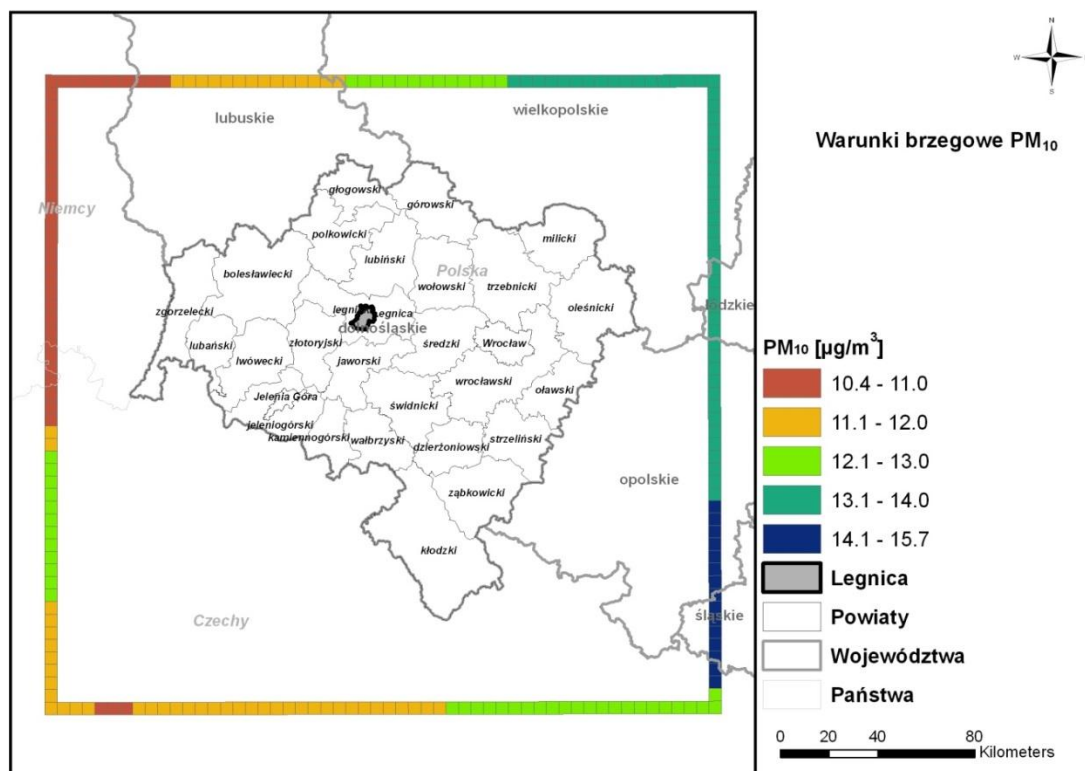 N
W
S
Warunki brzegowe PM₁₀
lubuskie
wielkopolskie
Niemcy
głogowski
górowski
polkowicki
milicki
lubiński
Polska
bolesławiecki
wołowski
trzebnicki
oleśnicki
łódzkie
zgorzelecki
Legnica
dolnośląskie
lubański
złotoryjski
średzki
Wrocław
lwówecki
jaworski
wrocławski
oławski
Jelenia Góra
świdnicki
jeleniogórski
kamiennogórski
wałbrzyski
dzierżoniowski
strzeliński
ząbkowicki
opolskie
kłodzki
Czechy
śląskie
PM₁₀ [µg/m³]
10.4 - 11.0
11.1 - 12.0
12.1 - 13.0
13.1 - 14.0
14.1 - 15.7
Legnica
Powiaty
Województwa
Państwa
0 20 40 80
Kilometers